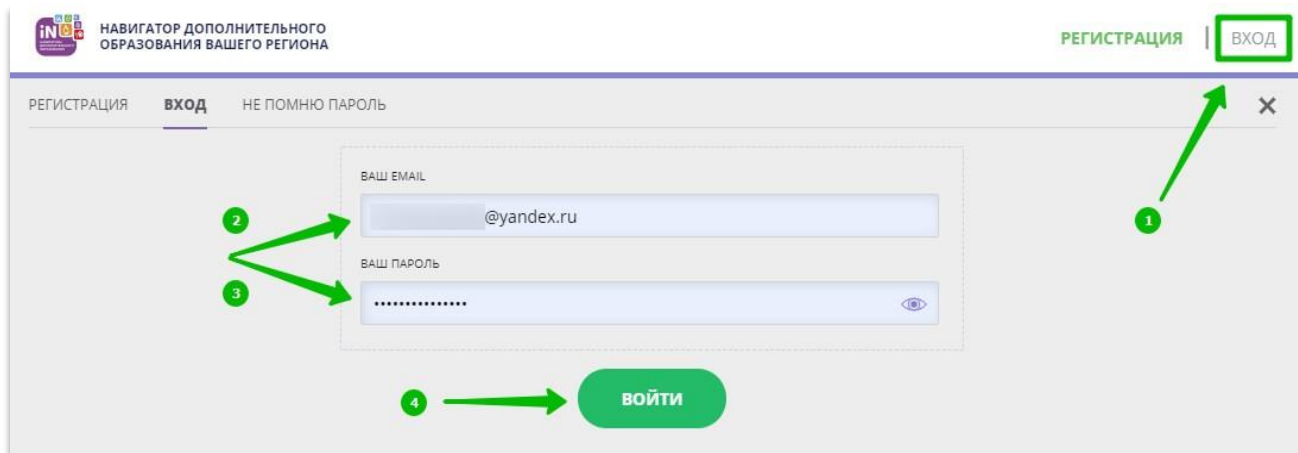 НАВИГАТОР ДОПОЛНИТЕЛЬНОГО
ОБРАЗОВАНИЯ ВАШЕГО РЕГИОНА
РЕГИСТРАЦИЯ | ВХОД
РЕГИСТРАЦИЯ ВХОД НЕ ПОМНЮ ПАРОЛЬ
ВАШ EMAIL
@yandex.ru
2
1
ВАШ ПАРОЛЬ
3
4
ВОЙТИ